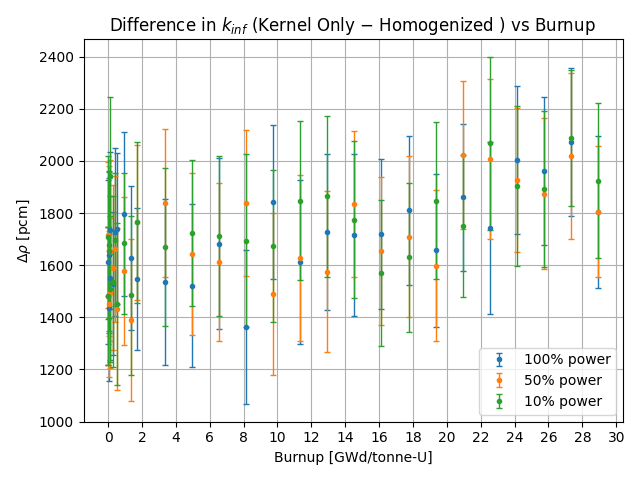 Difference in k_inf (Kernel Only − Homogenized ) vs Burnup
2400
2200
2000
1800
1600
1400
1200
1000
Δρ [pcm]
0 2 4 6 8 10 12 14 16 18 20 22 24 26 28 30
Burnup [GWd/tonne-U]
100% power
50% power
10% power